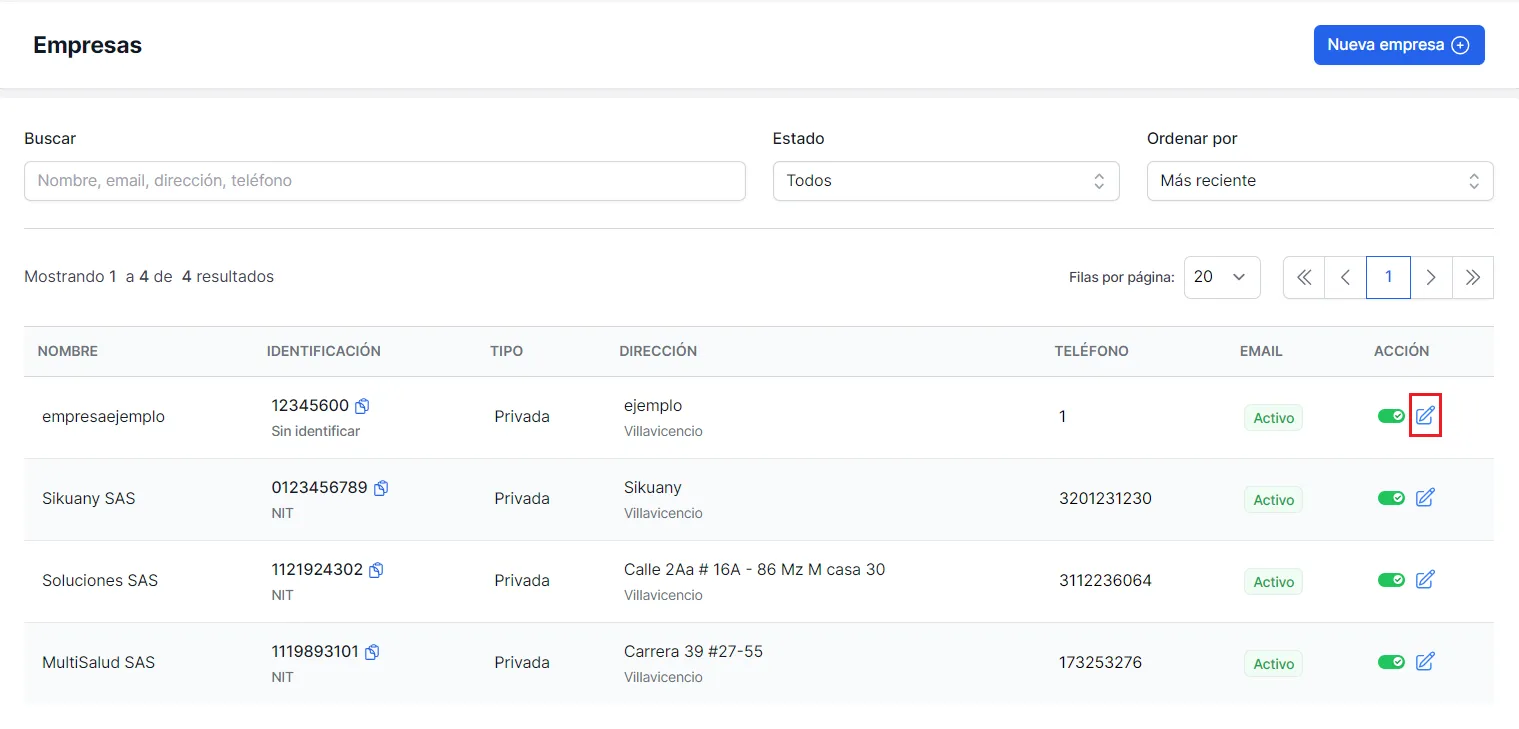 Empresas
Nueva empresa
Buscar
Estado
Ordenar por
Nombre, email, dirección, teléfono
Todos
Más reciente
Mostrando 1 a 4 de 4 resultados
Filas por página:
20
1
NOMBRE IDENTIFICACIÓN TIPO DIRECCIÓN TELÉFONO EMAIL ACCIÓN
empresaejemplo
12345600
Sin identificar
Privada
ejemplo
Villavicencio
1
Activo
Sikuany SAS
0123456789
NIT
Privada
Sikuany
Villavicencio
3201231230
Activo
Soluciones SAS
1121924302
NIT
Privada
Calle 2Aa # 16A - 86 Mz M casa 30
Villavicencio
3112236064
Activo
MultiSalud SAS
1119893101
NIT
Privada
Carrera 39 #27-55
Villavicencio
173253276
Activo